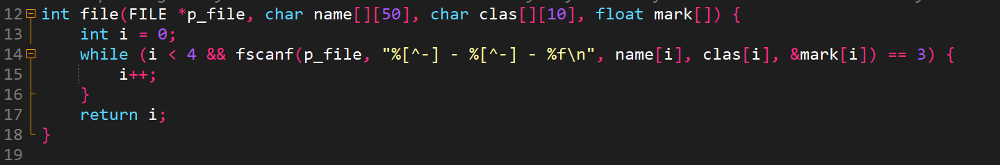 12 int file(FILE *p_file, char name[][50], char clas[][10], float mark[]) {
13     int i = 0;
14     while (i < 4 && fscanf(p_file, "%[^-] - %[^-] - %f\n", name[i], clas[i], &mark[i]) == 3) {
15         i++;
16     }
17     return i;
18 }
19